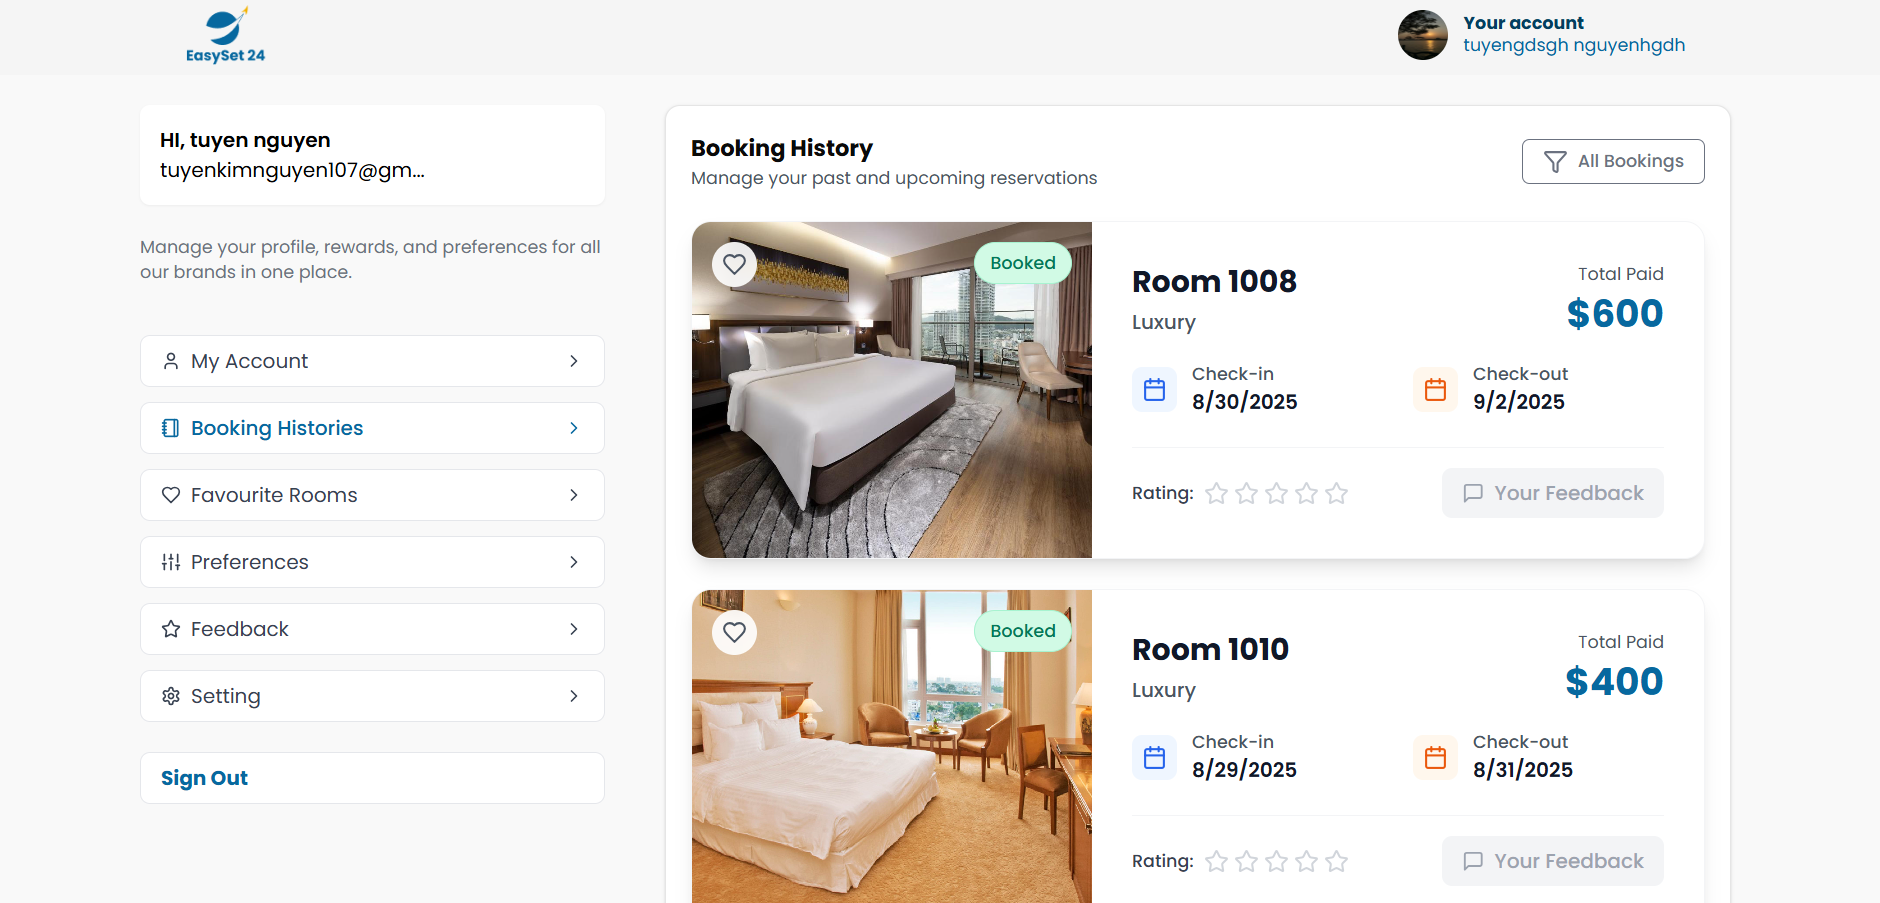 EasySet 24
Your account
tuyengdsgh nguyenhgdh
HI, tuyen nguyen
tuyenkimnguyen107@gm...
Manage your profile, rewards, and preferences for all
our brands in one place.
My Account
Booking Histories
Favourite Rooms
Preferences
Feedback
Setting
Sign Out
Booking History
Manage your past and upcoming reservations
All Bookings
Booked
Room 1008
Luxury
Total Paid
$600
Check-in
8/30/2025
Check-out
9/2/2025
Rating:
Your Feedback
Booked
Room 1010
Luxury
Total Paid
$400
Check-in
8/29/2025
Check-out
8/31/2025
Rating:
Your Feedback